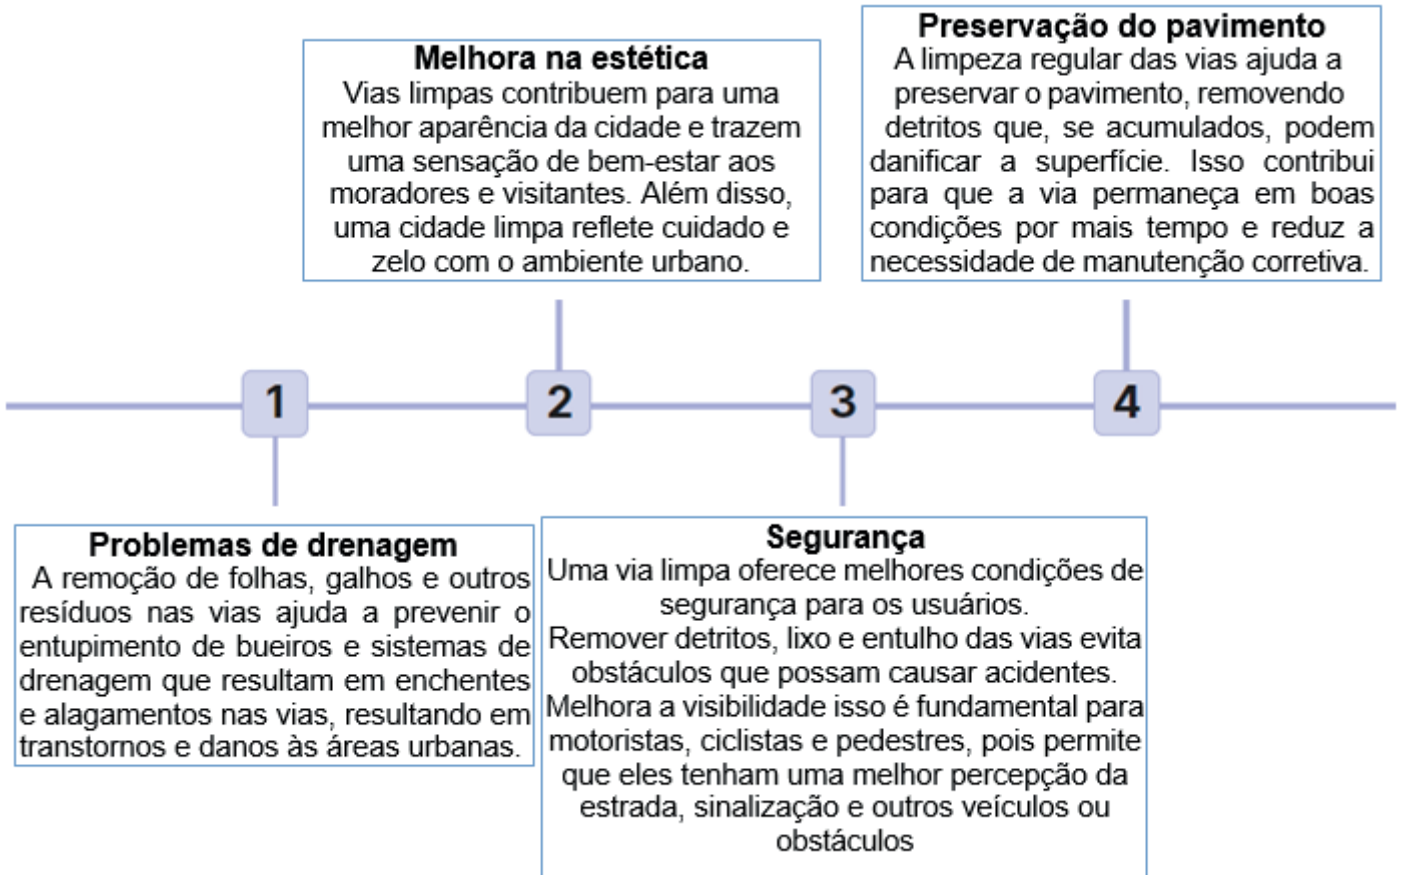 Melhora na estética
Vias limpas contribuem para uma
melhor aparência da cidade e trazem
uma sensação de bem-estar aos
moradores e visitantes. Além disso,
uma cidade limpa reflete cuidado e
zelo com o ambiente urbano.
Preservação do pavimento
A limpeza regular das vias ajuda a
preservar o pavimento, removendo
detritos que, se acumulados, podem
danificar a superfície. Isso contribui
para que a via permaneça em boas
condições por mais tempo e reduz a
necessidade de manutenção corretiva.
1
2
3
4
Problemas de drenagem
A remoção de folhas, galhos e outros
resíduos nas vias ajuda a prevenir o
entupimento de bueiros e sistemas de
drenagem que resultam em enchentes
e alagamentos nas vias, resultando em
transtornos e danos às áreas urbanas.
Segurança
Uma via limpa oferece melhores condições de
segurança para os usuários.
Remover detritos, lixo e entulho das vias evita
obstáculos que possam causar acidentes.
Melhora a visibilidade isso é fundamental para
motoristas, ciclistas e pedestres, pois permite
que eles tenham uma melhor percepção da
estrada, sinalização e outros veículos ou
obstáculos